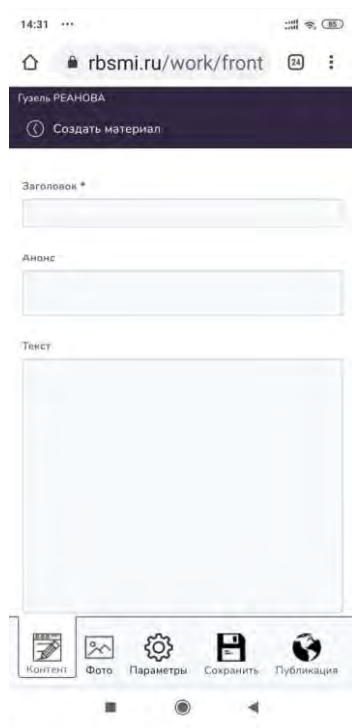 14:31 ...
85
rbsmi.ru/work/front
24
Гузель РЕАНОВА
Создать материал
Заголовок *
Анонс
Текст
Контент Фото Параметры Сохранить Публикация